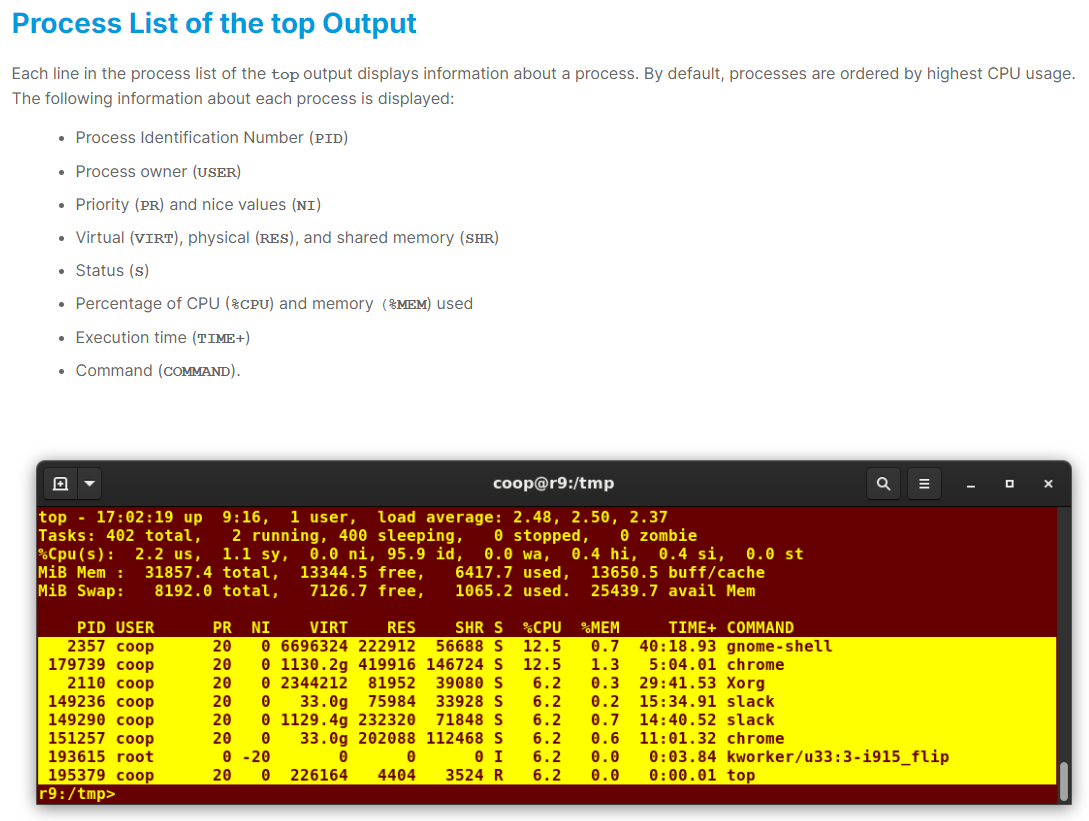 Process List of the top Output
Each line in the process list of the top output displays information about a process. By default, processes are ordered by highest CPU usage.
The following information about each process is displayed:
• Process Identification Number (PID)
• Process owner (USER)
• Priority (PR) and nice values (NI)
• Virtual (VIRT), physical (RES), and shared memory (SHR)
• Status (S)
• Percentage of CPU (%CPU) and memory (%MEM) used
• Execution time (TIME+)
• Command (COMMAND).
coop@r9:/tmp
top - 17:02:19 up  9:16,  1 user,  load average: 2.48, 2.50, 2.37
Tasks: 402 total,   2 running, 400 sleeping,   0 stopped,   0 zombie
%Cpu(s):  2.2 us,  1.1 sy,  0.0 ni, 95.9 id,  0.0 wa,  0.4 hi,  0.4 si,  0.0 st
MiB Mem :  31857.4 total,  13344.5 free,   6417.7 used,  13650.5 buff/cache
MiB Swap:   8192.0 total,   7126.7 free,   1065.2 used.  25439.7 avail Mem
    PID USER      PR  NI    VIRT    RES    SHR S  %CPU  %MEM     TIME+ COMMAND
   2357 coop      20   0 6696324 222912  56688 S  12.5   0.7  40:18.93 gnome-shell
 179739 coop      20   0 1130.2g 419916 146724 S  12.5   1.3   5:04.01 chrome
   2110 coop      20   0 2344212  81952  39080 S   6.2   0.3  29:41.53 Xorg
 149236 coop      20   0   33.0g  75984  33928 S   6.2   0.2  15:34.91 slack
 149290 coop      20   0 1129.4g 232320  71848 S   6.2   0.7  14:40.52 slack
 151257 coop      20   0   33.0g 202088 112468 S   6.2   0.6  11:01.32 chrome
 193615 root       0 -20       0      0      0 I   6.2   0.0   0:03.84 kworker/u33:3-i915_flip
 195379 coop      20   0  226164   4404   3524 R   6.2   0.0   0:00.01 top
r9:/tmp>